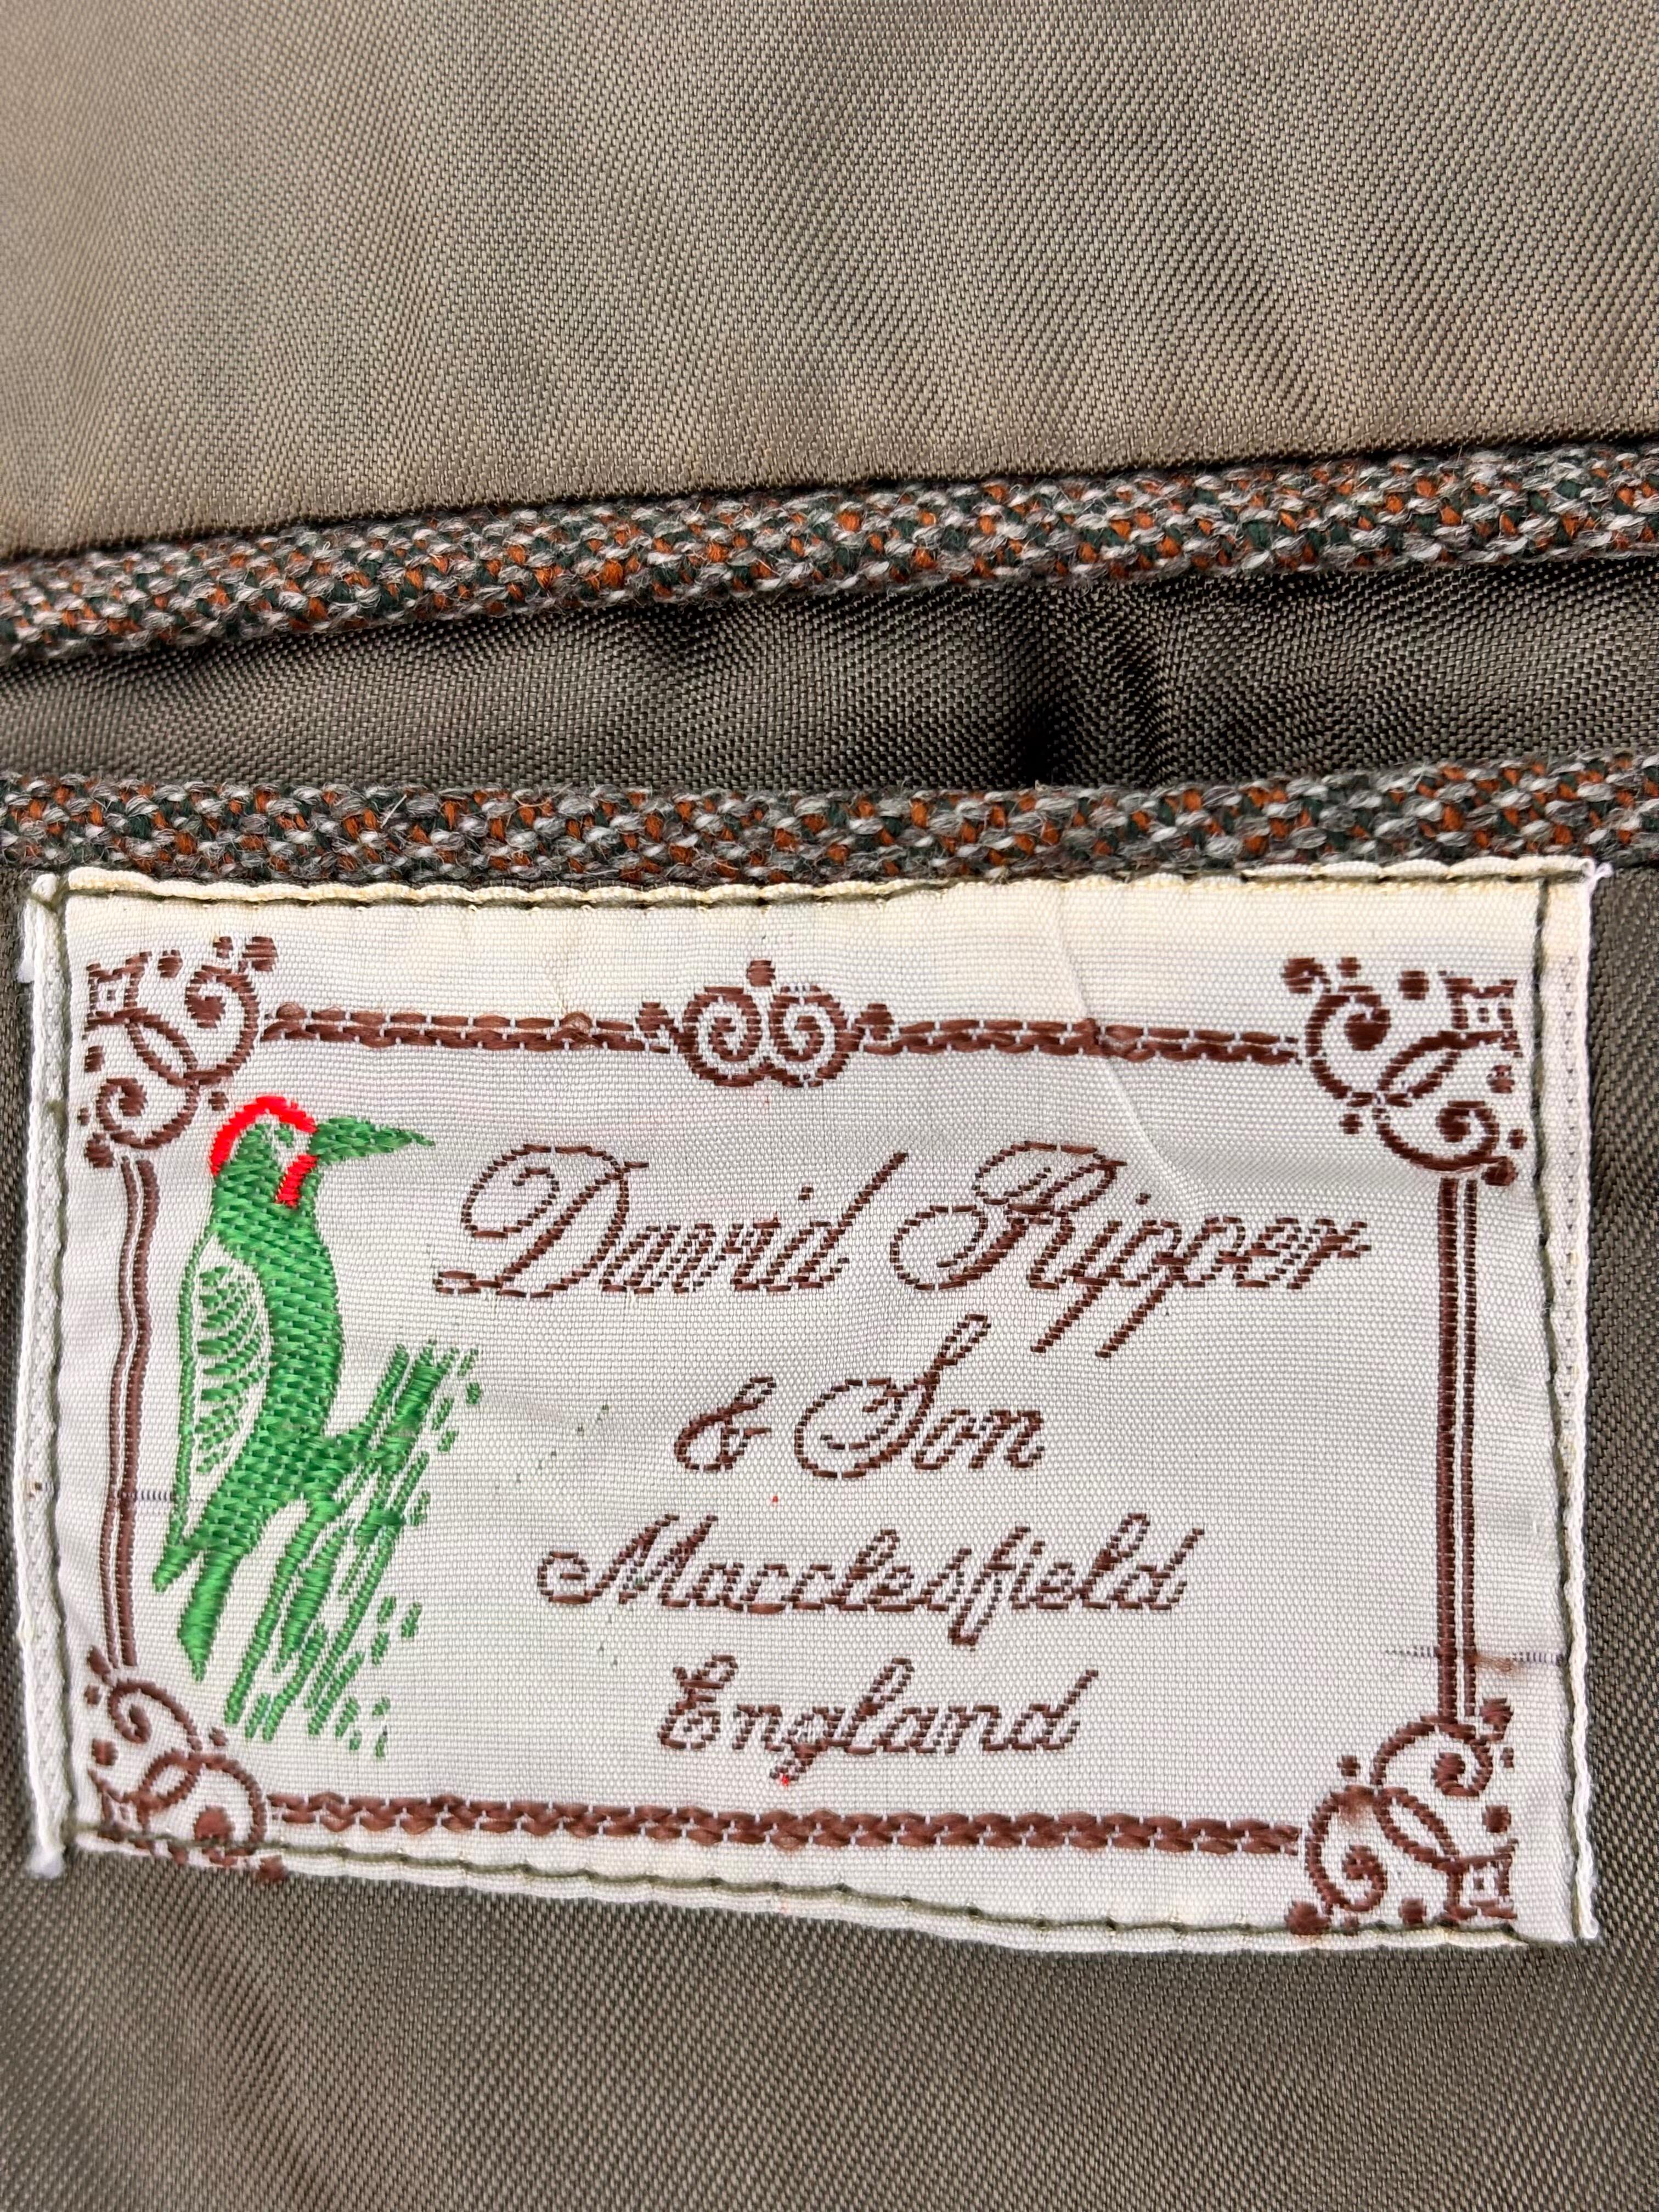 David Ripper
& Son
Macclesfield
England